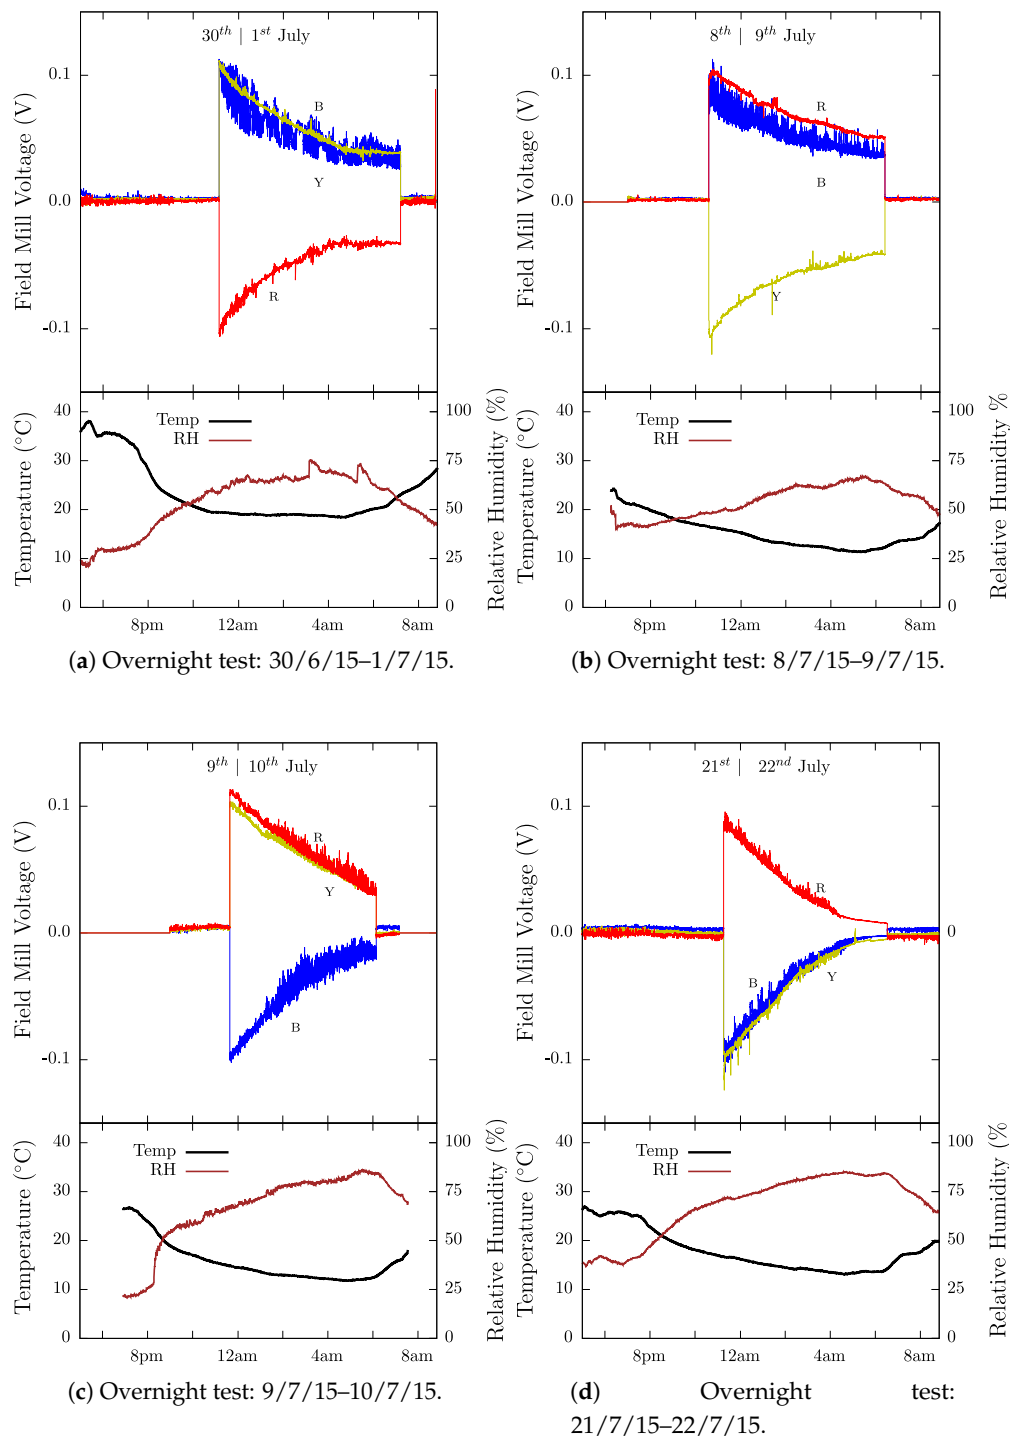 30th | 1st July
0.1
0.0
-0.1
Field Mill Voltage (V)
B
Y
R
40
30
20
10
0
Temperature (°C)
Temp
RH
100
75
50
25
0
Relative Humidity (%)
8pm 12am 4am 8am
(a) Overnight test: 30/6/15–1/7/15.
8th | 9th July
0.1
0.0
-0.1
Field Mill Voltage (V)
R
B
Y
40
30
20
10
0
Temperature (°C)
Temp
RH
100
75
50
25
0
Relative Humidity %
8pm 12am 4am 8am
(b) Overnight test: 8/7/15–9/7/15.
9th | 10th July
0.1
0.0
-0.1
Field Mill Voltage (V)
R
Y
B
40
30
20
10
0
Temperature (°C)
Temp
RH
100
75
50
25
0
Relative Humidity (%)
8pm 12am 4am 8am
(c) Overnight test: 9/7/15–10/7/15.
21st | 22nd July
0.1
0.0
-0.1
0
Field Mill Voltage (V)
R
B
Y
40
30
20
10
0
Temperature (°C)
Temp
RH
100
75
50
25
0
Relative Humidity (%
8pm 12am 4am 8am
(d) Overnight test:
21/7/15–22/7/15.